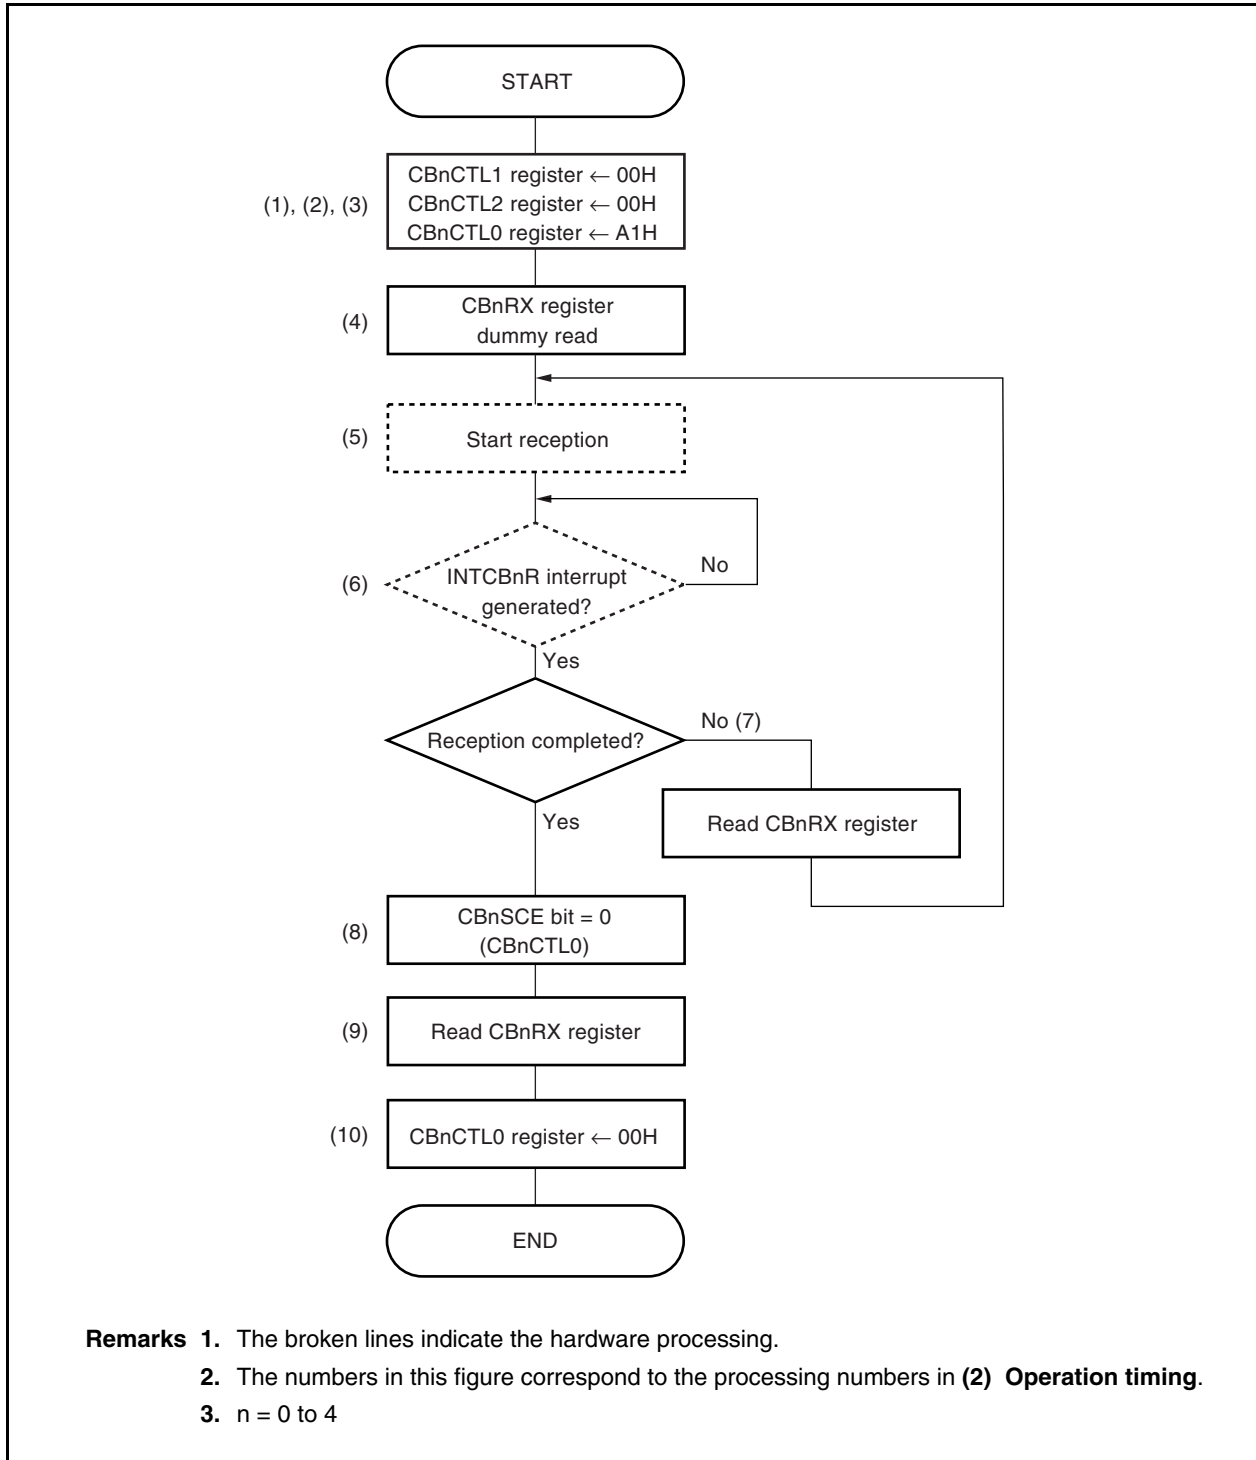 START
(1), (2), (3)
CBnCTL1 register ← 00H
CBnCTL2 register ← 00H
CBnCTL0 register ← A1H
(4)
CBnRX register
dummy read
(5)
Start reception
(6)
INTCBnR interrupt
generated?
No
Yes
Reception completed?
No (7)
Read CBnRX register
Yes
(8)
CBnSCE bit = 0
(CBnCTL0)
(9)
Read CBnRX register
(10)
CBnCTL0 register ← 00H
END
Remarks 1. The broken lines indicate the hardware processing.
2. The numbers in this figure correspond to the processing numbers in (2) Operation timing.
3. n = 0 to 4